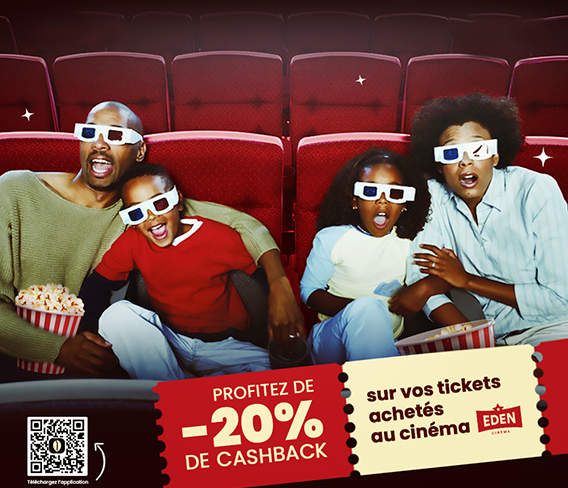 PROFITEZ DE
-20%
DE CASHBACK
sur vos tickets
achetés
au cinéma
EDEN
CINÉMA
Téléchargez l'application